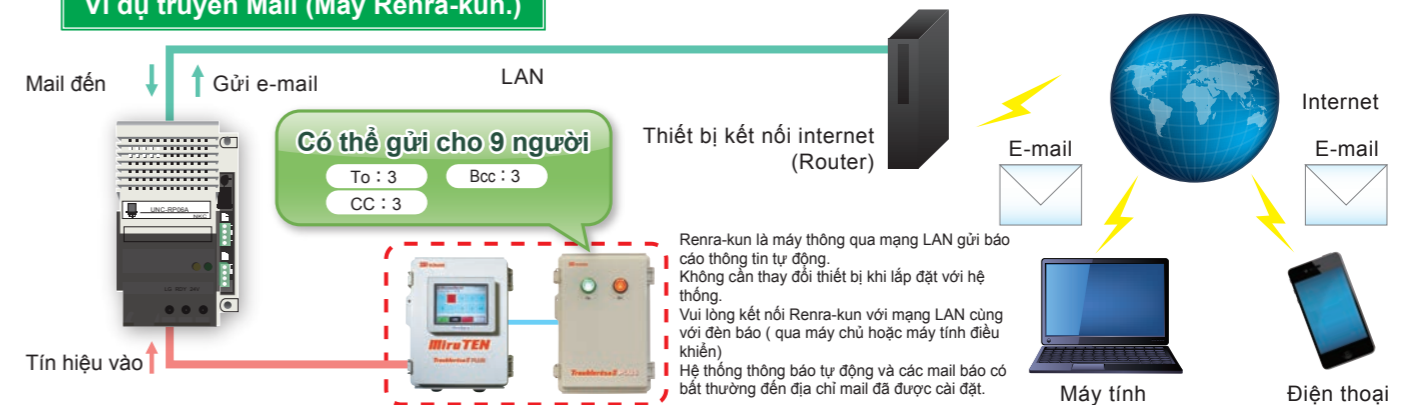 Ví dụ truyền Mail (Máy Renra-kun.)
Mail đến
Gửi e-mail
LAN
Có thể gửi cho 9 người
To : 3
Bcc : 3
CC : 3
Thiết bị kết nối internet
(Router)
Internet
E-mail
E-mail
UNC-RP06A
NKC
Renra-kun là máy thông qua mạng LAN gửi báo
cáo thông tin tự động.
Không cần thay đổi thiết bị khi lắp đặt với hệ
thống.
Vui lòng kết nối Renra-kun với mạng LAN cùng
với đèn báo ( qua máy chủ hoặc máy tính điều
khiển)
Hệ thống thông báo tự động và các mail báo có
bất thường đến địa chỉ mail đã được cài đặt.
MiruTEN
Tín hiệu vào
Máy tính
Điện thoại